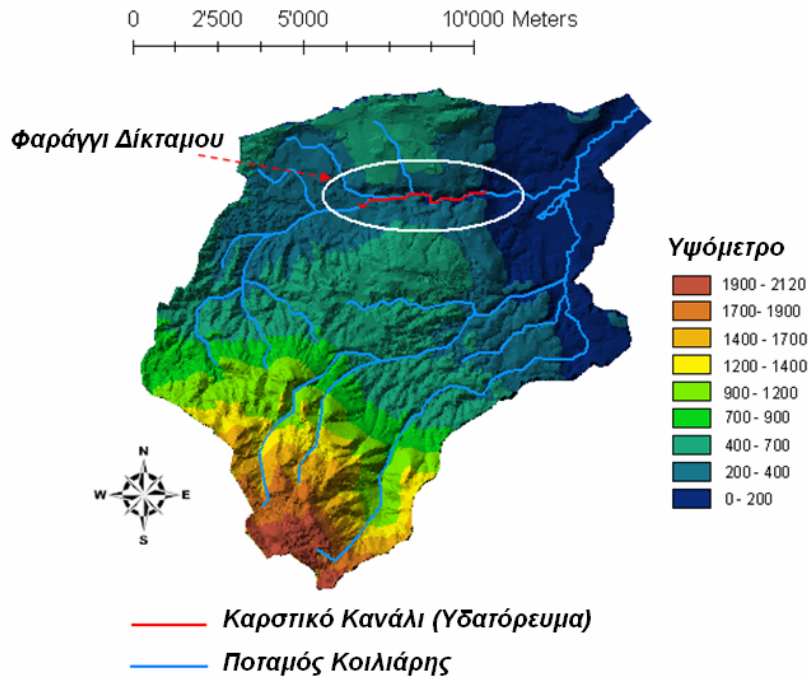 0 2'500 5'000 10'000 Meters
Φαράγγι Δίκταμου
Υψόμετρο
1900 - 2120
1700 - 1900
1400 - 1700
1200 - 1400
900 - 1200
700 - 900
400 - 700
200 - 400
0 - 200
N
W E
S
Καρστικό Κανάλι (Υδατόρευμα)
Ποταμός Κοιλιάρης